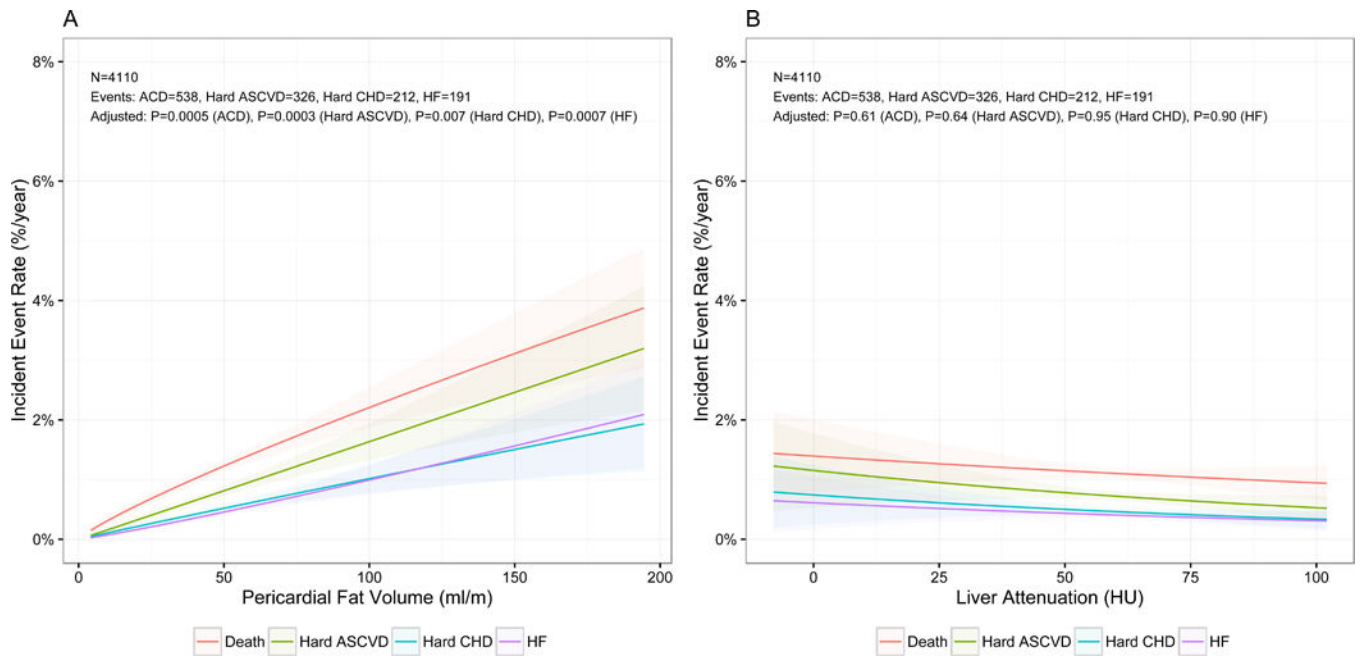 A
8%
6%
4%
2%
0%
Incident Event Rate (%/year)
N=4110
Events: ACD=538, Hard ASCVD=326, Hard CHD=212, HF=191
Adjusted: P=0.0005 (ACD), P=0.0003 (Hard ASCVD), P=0.007 (Hard CHD), P=0.0007 (HF)
0 50 100 150 200
Pericardial Fat Volume (ml/m)
Death Hard ASCVD Hard CHD HF
B
8%
6%
4%
2%
0%
Incident Event Rate (%/year)
N=4110
Events: ACD=538, Hard ASCVD=326, Hard CHD=212, HF=191
Adjusted: P=0.61 (ACD), P=0.64 (Hard ASCVD), P=0.95 (Hard CHD), P=0.90 (HF)
0 25 50 75 100
Liver Attenuation (HU)
Death Hard ASCVD Hard CHD HF